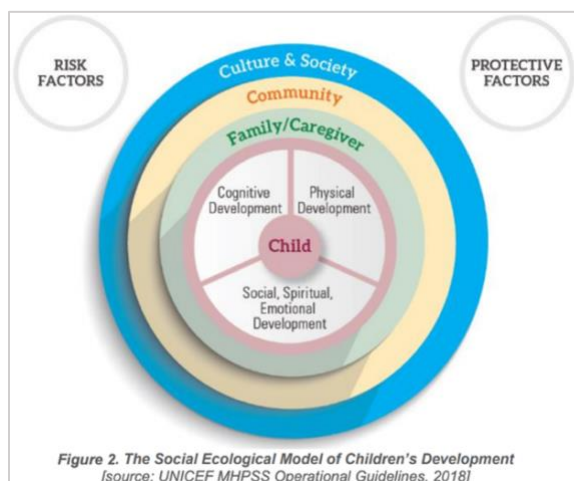 RISK
FACTORS
PROTECTIVE
FACTORS
Culture & Society
Community
Family/Caregiver
Cognitive
Development
Physical
Development
Child
Social, Spiritual,
Emotional
Development
Figure 2. The Social Ecological Model of Children's Development
[source: UNICEF MHPSS Operational Guidelines, 2018]